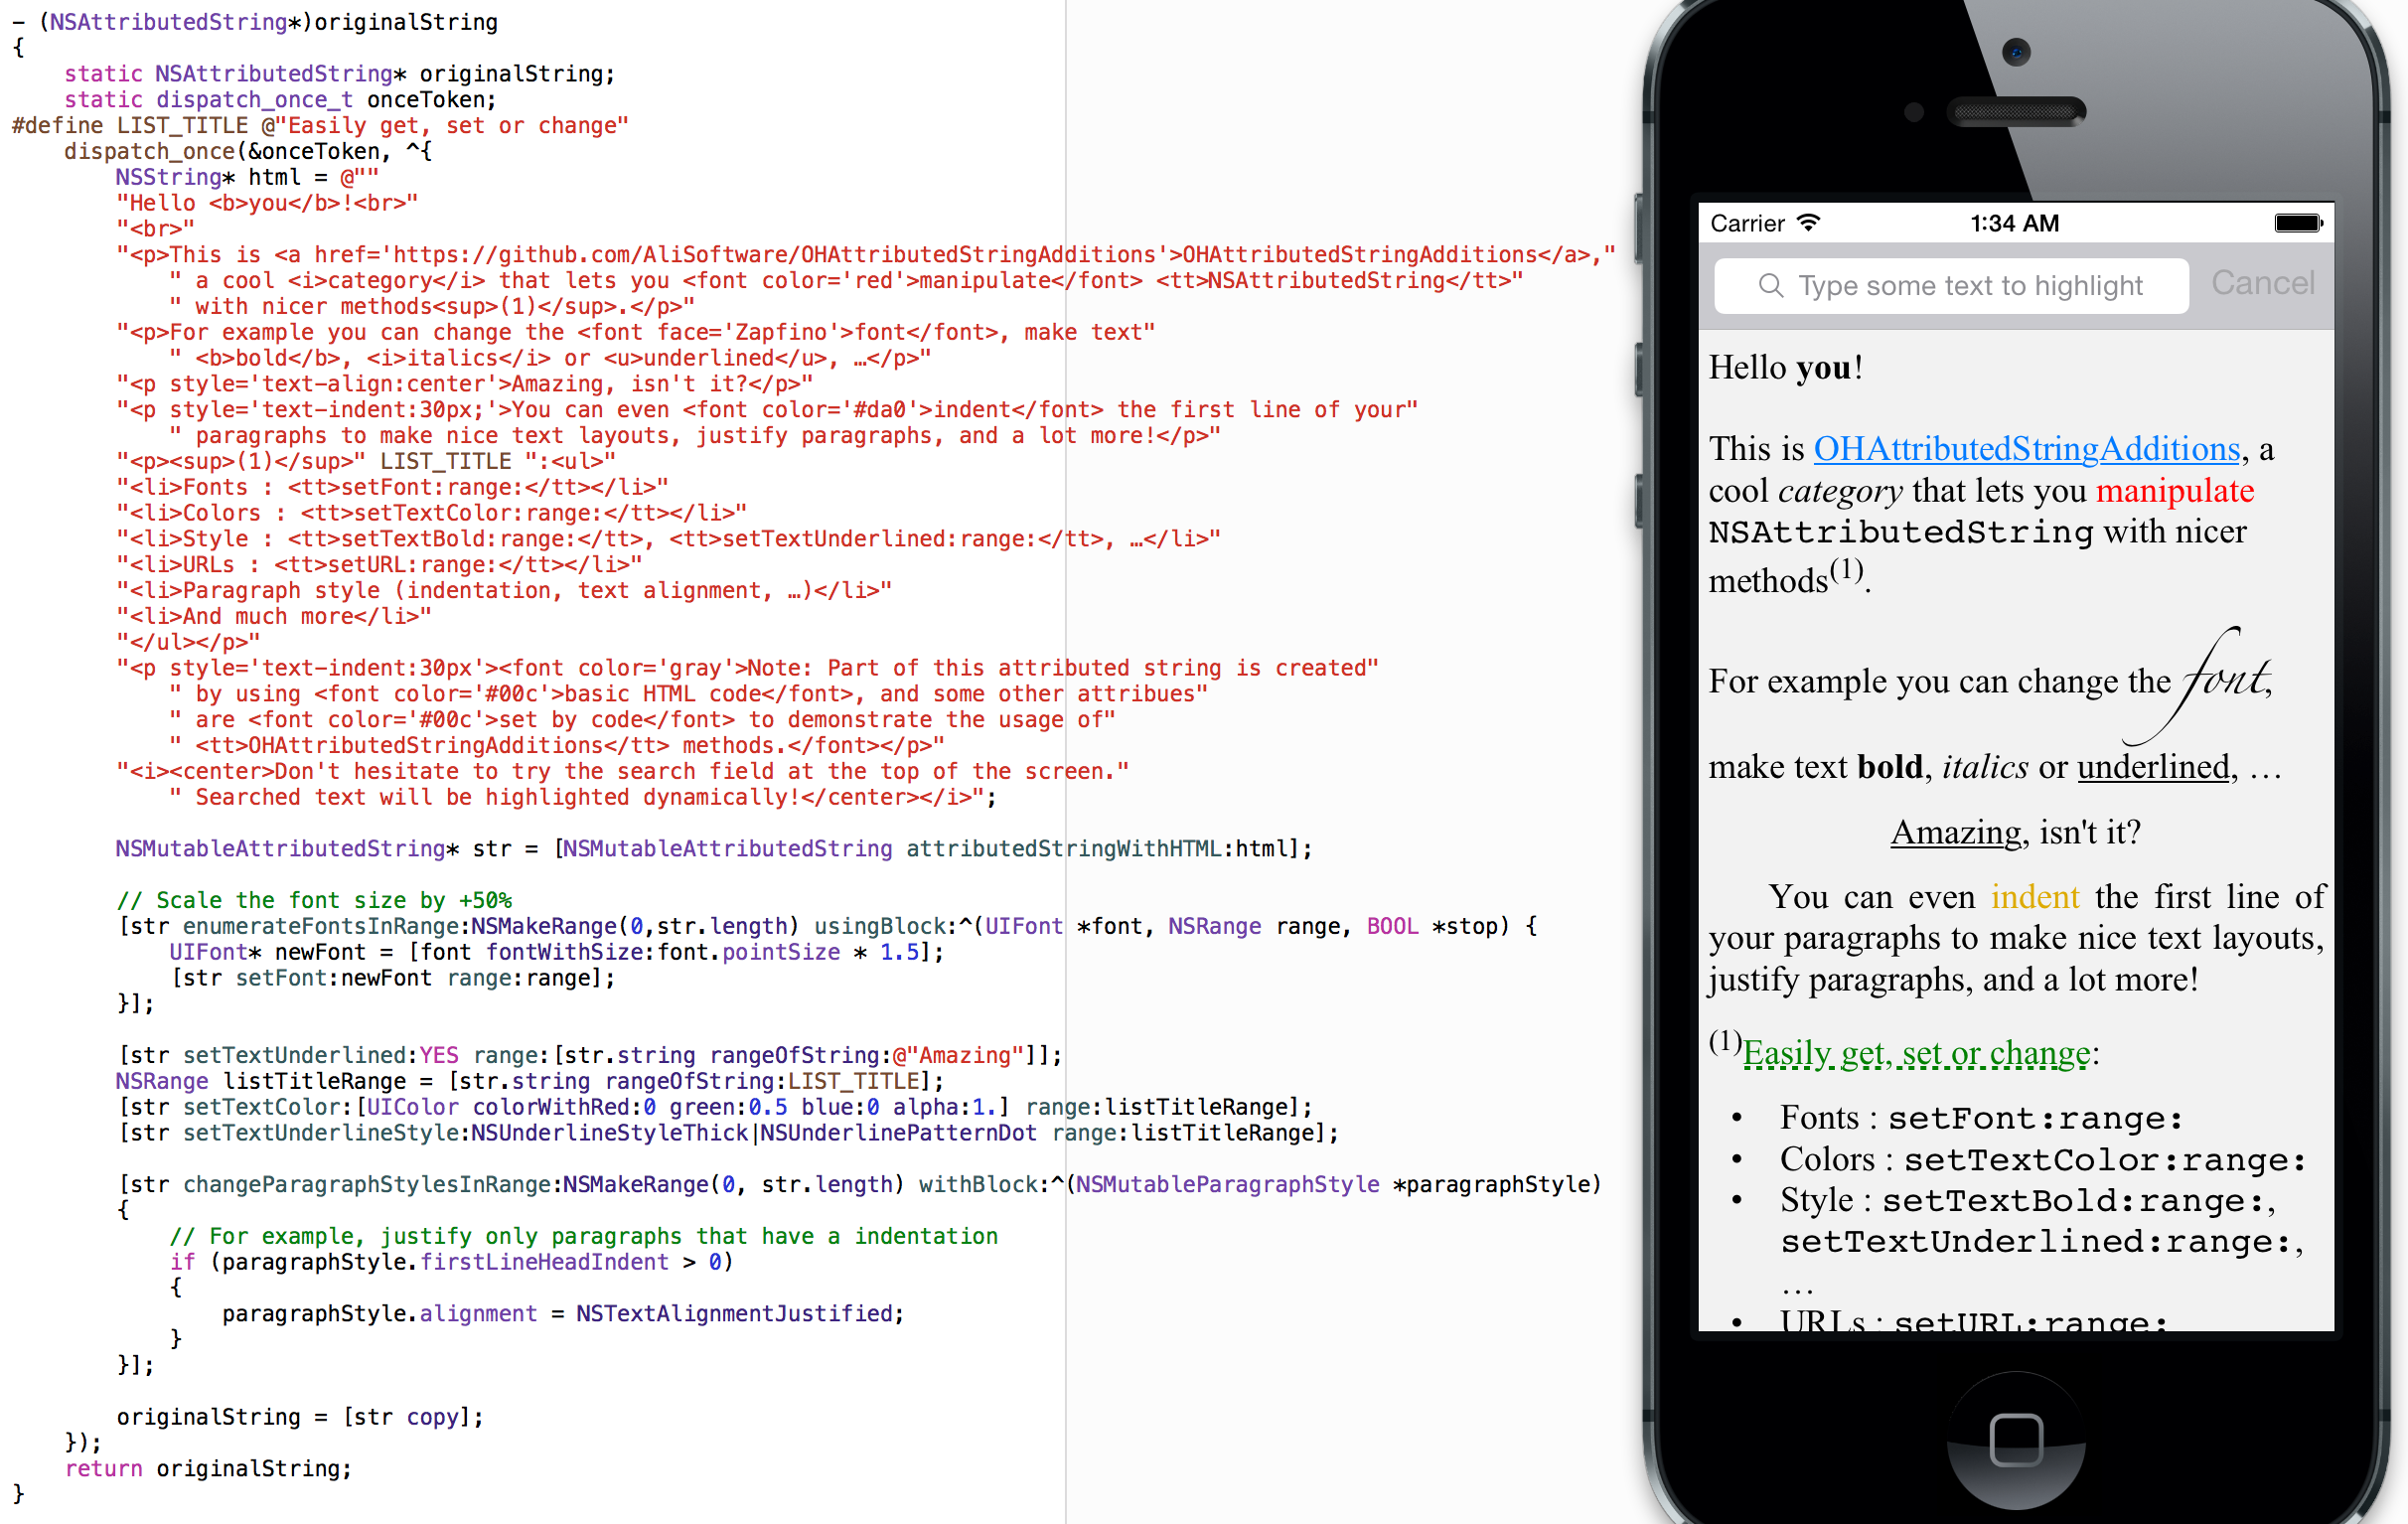 - (NSAttributedString*)originalString
{
    static NSAttributedString* originalString;
    static dispatch_once_t onceToken;
#define LIST_TITLE @"Easily get, set or change"
    dispatch_once(&onceToken, ^{
        NSString* html = @""
        "Hello <b>you</b>!<br>"
        "<br>"
        "<p>This is <a href='https://github.com/AliSoftware/OHAttributedStringAdditions'>OHAttributedStringAdditions</a>,"
            " a cool <i>category</i> that lets you <font color='red'>manipulate</font> <tt>NSAttributedString</tt>"
            " with nicer methods<sup>(1)</sup>.</p>"
        "<p>For example you can change the <font face='Zapfino'>font</font>, make text"
            " <b>bold</b>, <i>italics</i> or <u>underlined</u>, …</p>"
        "<p style='text-align:center'>Amazing, isn't it?</p>"
        "<p style='text-indent:30px;'>You can even <font color='#da0'>indent</font> the first line of your"
            " paragraphs to make nice text layouts, justify paragraphs, and a lot more!</p>"
        "<p><sup>(1)</sup>" LIST_TITLE ":<ul>"
        "<li>Fonts : <tt>setFont:range:</tt></li>"
        "<li>Colors : <tt>setTextColor:range:</tt></li>"
        "<li>Style : <tt>setTextBold:range:</tt>, <tt>setTextUnderlined:range:</tt>, …</li>"
        "<li>URLs : <tt>setURL:range:</tt></li>"
        "<li>Paragraph style (indentation, text alignment, …)</li>"
        "<li>And much more</li>"
        "</ul></p>"
        "<p style='text-indent:30px'><font color='gray'>Note: Part of this attributed string is created"
            " by using <font color='#00c'>basic HTML code</font>, and some other attribues"
            " are <font color='#00c'>set by code</font> to demonstrate the usage of"
            " <tt>OHAttributedStringAdditions</tt> methods.</font></p>"
        "<i><center>Don't hesitate to try the search field at the top of the screen."
            " Searched text will be highlighted dynamically!</center></i>";
        NSMutableAttributedString* str = [NSMutableAttributedString attributedStringWithHTML:html];
        // Scale the font size by +50%
        [str enumerateFontsInRange:NSMakeRange(0,str.length) usingBlock:^(UIFont *font, NSRange range, BOOL *stop) {
            UIFont* newFont = [font fontWithSize:font.pointSize * 1.5];
            [str setFont:newFont range:range];
        }];
        [str setTextUnderlined:YES range:[str.string rangeOfString:@"Amazing"]];
        NSRange listTitleRange = [str.string rangeOfString:LIST_TITLE];
        [str setTextColor:[UIColor colorWithRed:0 green:0.5 blue:0 alpha:1.] range:listTitleRange];
        [str setTextUnderlineStyle:NSUnderlineStyleThick|NSUnderlinePatternDot range:listTitleRange];
        [str changeParagraphStylesInRange:NSMakeRange(0, str.length) withBlock:^(NSMutableParagraphStyle *paragraphStyle)
        {
            // For example, justify only paragraphs that have a indentation
            if (paragraphStyle.firstLineHeadIndent > 0)
            {
                paragraphStyle.alignment = NSTextAlignmentJustified;
            }
        }];
        originalString = [str copy];
    });
    return originalString;
}
Carrier 1:34 AM
Type some text to highlight Cancel
Hello you!
This is OHAttributedStringAdditions, a
cool category that lets you manipulate
NSAttributedString with nicer
methods(1).
For example you can change the font,
make text bold, italics or underlined, …
Amazing, isn't it?
You can even indent the first line of
your paragraphs to make nice text layouts,
justify paragraphs, and a lot more!
(1)Easily get, set or change:
• Fonts : setFont:range:
• Colors : setTextColor:range:
• Style : setTextBold:range:,
setTextUnderlined:range:,
…
• URLs : setURL:range: